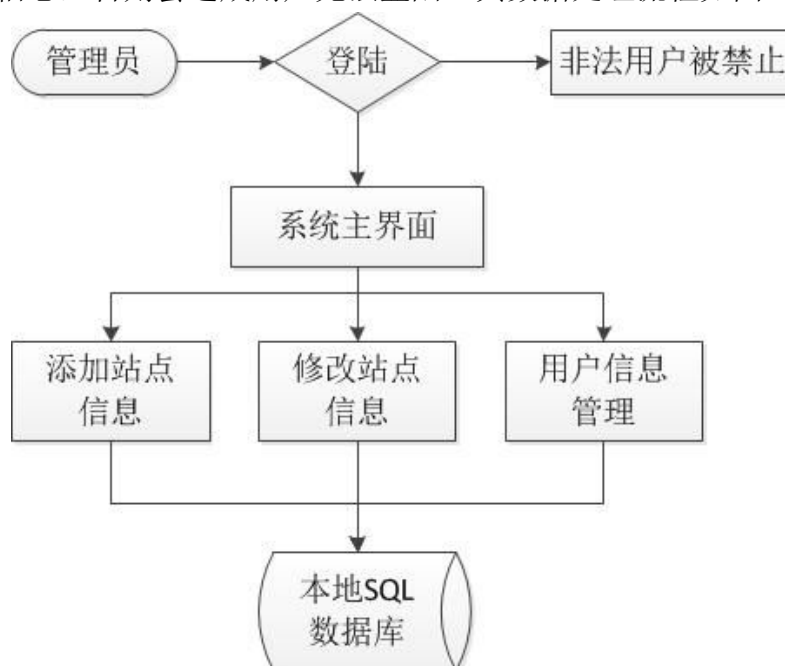 管理员
登陆
非法用户被禁止
系统主界面
添加站点
信息
修改站点
信息
用户信息
管理
本地SQL
数据库